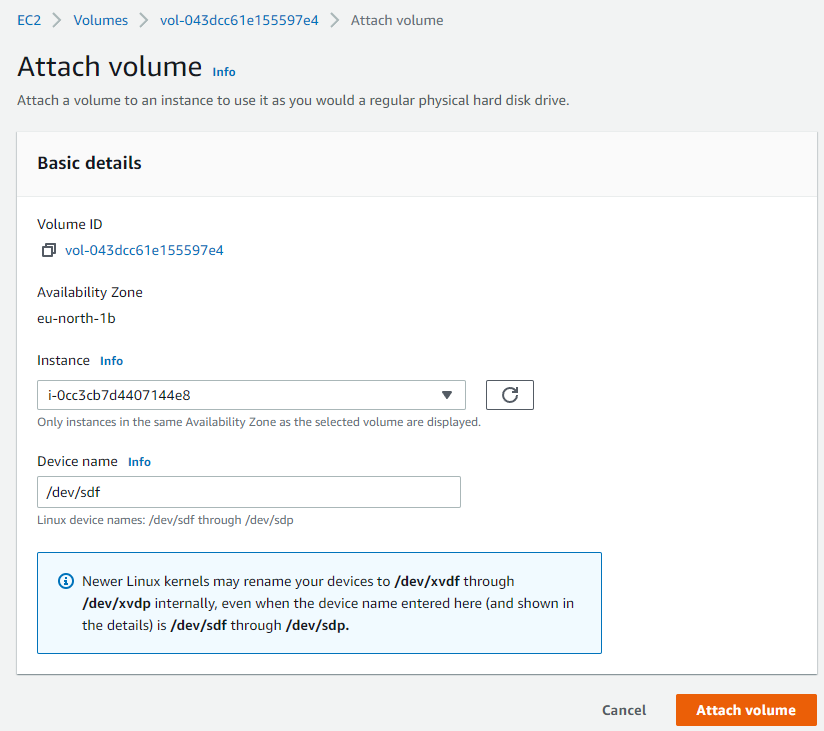 EC2 > Volumes > vol-043dcc61e155597e4 > Attach volume
Attach volume Info
Attach a volume to an instance to use it as you would a regular physical hard disk drive.
Basic details
Volume ID
vol-043dcc61e155597e4
Availability Zone
eu-north-1b
Instance Info
i-0cc3cb7d4407144e8
Only instances in the same Availability Zone as the selected volume are displayed.
Device name Info
/dev/sdf
Linux device names: /dev/sdf through /dev/sdp
Newer Linux kernels may rename your devices to /dev/xvdf through
/dev/xvdp internally, even when the device name entered here (and shown in
the details) is /dev/sdf through /dev/sdp.
Cancel Attach volume